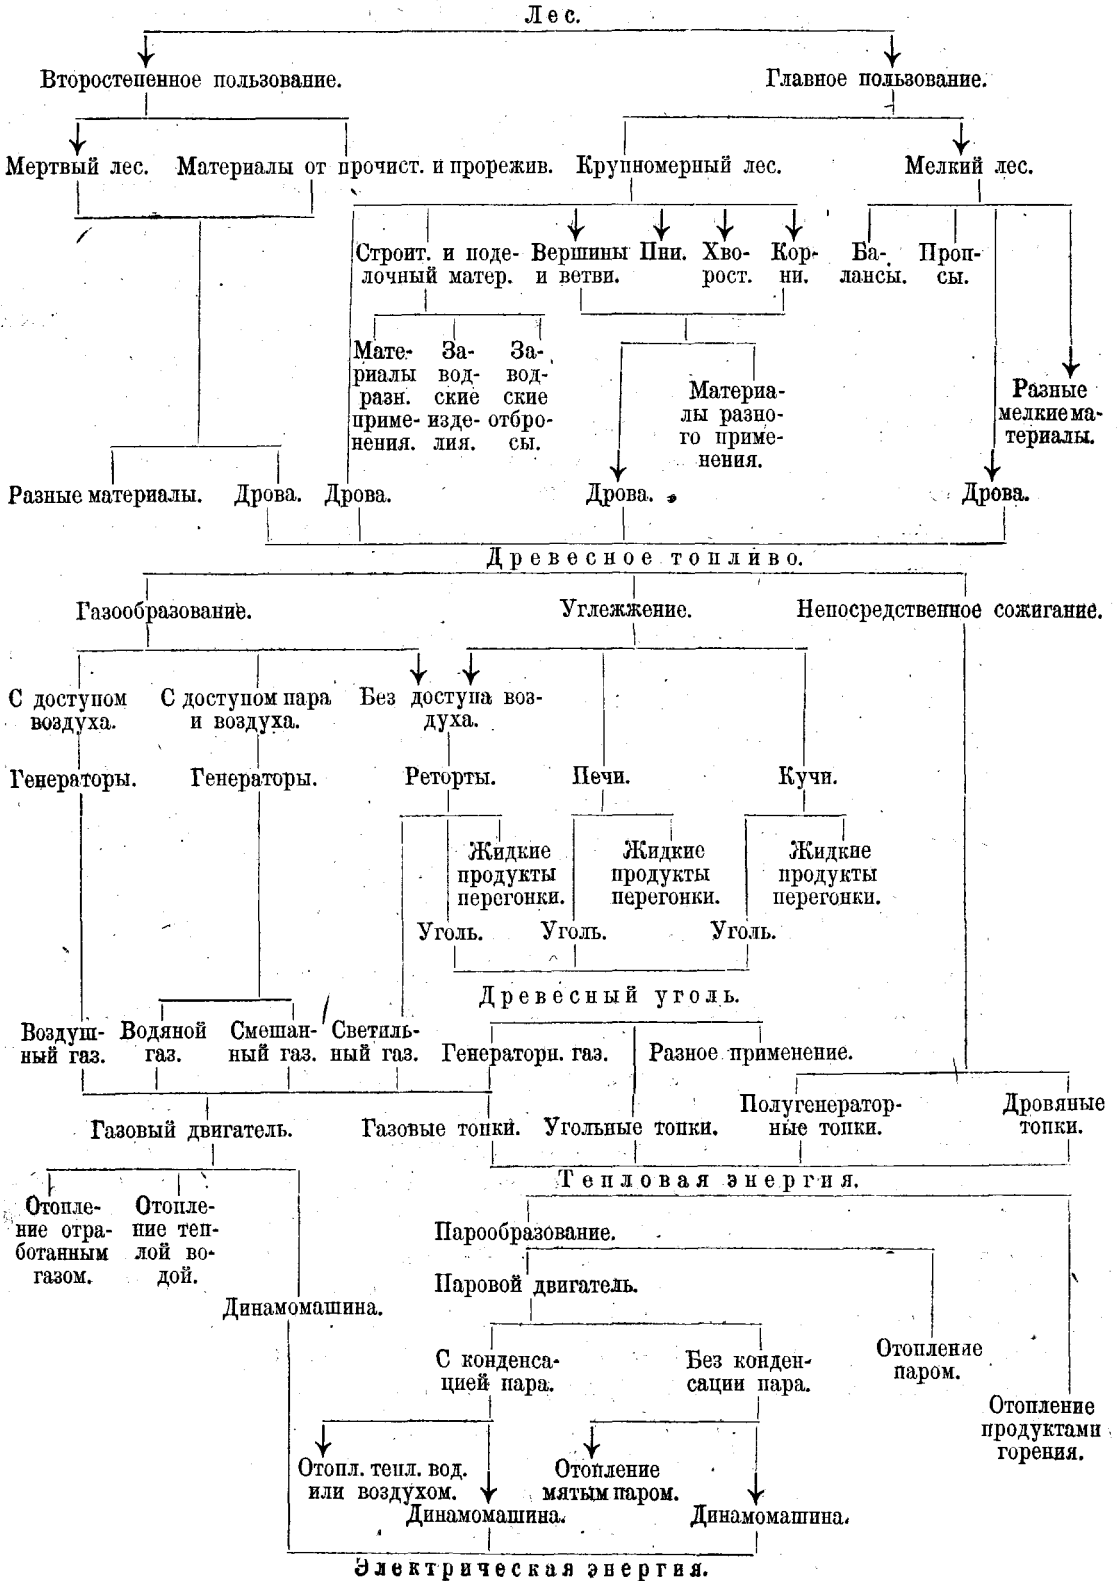 Лес.
Второстепенное пользование.
Главное пользование.
Мертвый лес.
Материалы от прочист. и прорежив.
Крупномерный лес.
Мелкий лес.
Строит. и поде-
лочный матер.
Вершины
и ветви.
Пни.
Хво-
рост.
Кор-
ни.
Ба-
лансы.
Проп-
сы.
Мате-
риалы
разн.
приме-
нения.
За-
вод-
ские
изде-
лия.
За-
вод-
ские
отбро-
сы.
Материа-
лы разно-
го приме-
нения.
Разные
мелкие ма-
териалы.
Разные материалы.
Дрова.
Дрова.
Дрова.
Дрова.
Древесное топливо.
Газообразование.
Углежжение.
Непосредственное сожигание.
С доступом
воздуха.
С доступом пара
и воздуха.
Без доступа воз-
духа.
Генераторы.
Генераторы.
Реторты.
Печи.
Кучи.
Жидкие
продукты
перегонки.
Жидкие
продукты
перегонки.
Жидкие
продукты
перегонки.
Уголь.
Уголь.
Уголь.
Древесный уголь.
Воздуш-
ный газ.
Водяной
газ.
Смешан-
ный газ.
Светиль-
ный газ.
Генераторн. газ.
Разное применение.
Газовый двигатель.
Газовые топки.
Угольные топки.
Полугенератор-
ные топки.
Дровяные
топки.
Тепловая энергия.
Отопле-
ние отра-
ботанным
газом.
Отопле-
ние теп-
лой во-
дой.
Парообразование.
Паровой двигатель.
Динамомашина.
С конденса-
цией пара.
Без конден-
сации пара.
Отопление
паром.
Отопление
продуктами
горения.
Отопл. тепл. вод.
или воздухом.
Динамомашина.
Отопление
мятым паром.
Динамомашина.
Электрическая энергия.